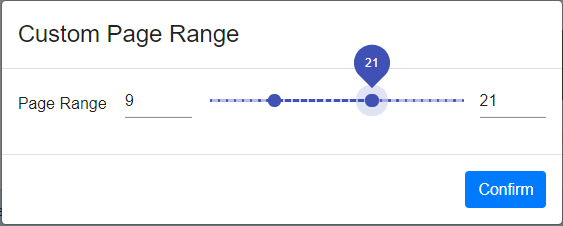 Custom Page Range
21
Page Range 9 21
Confirm